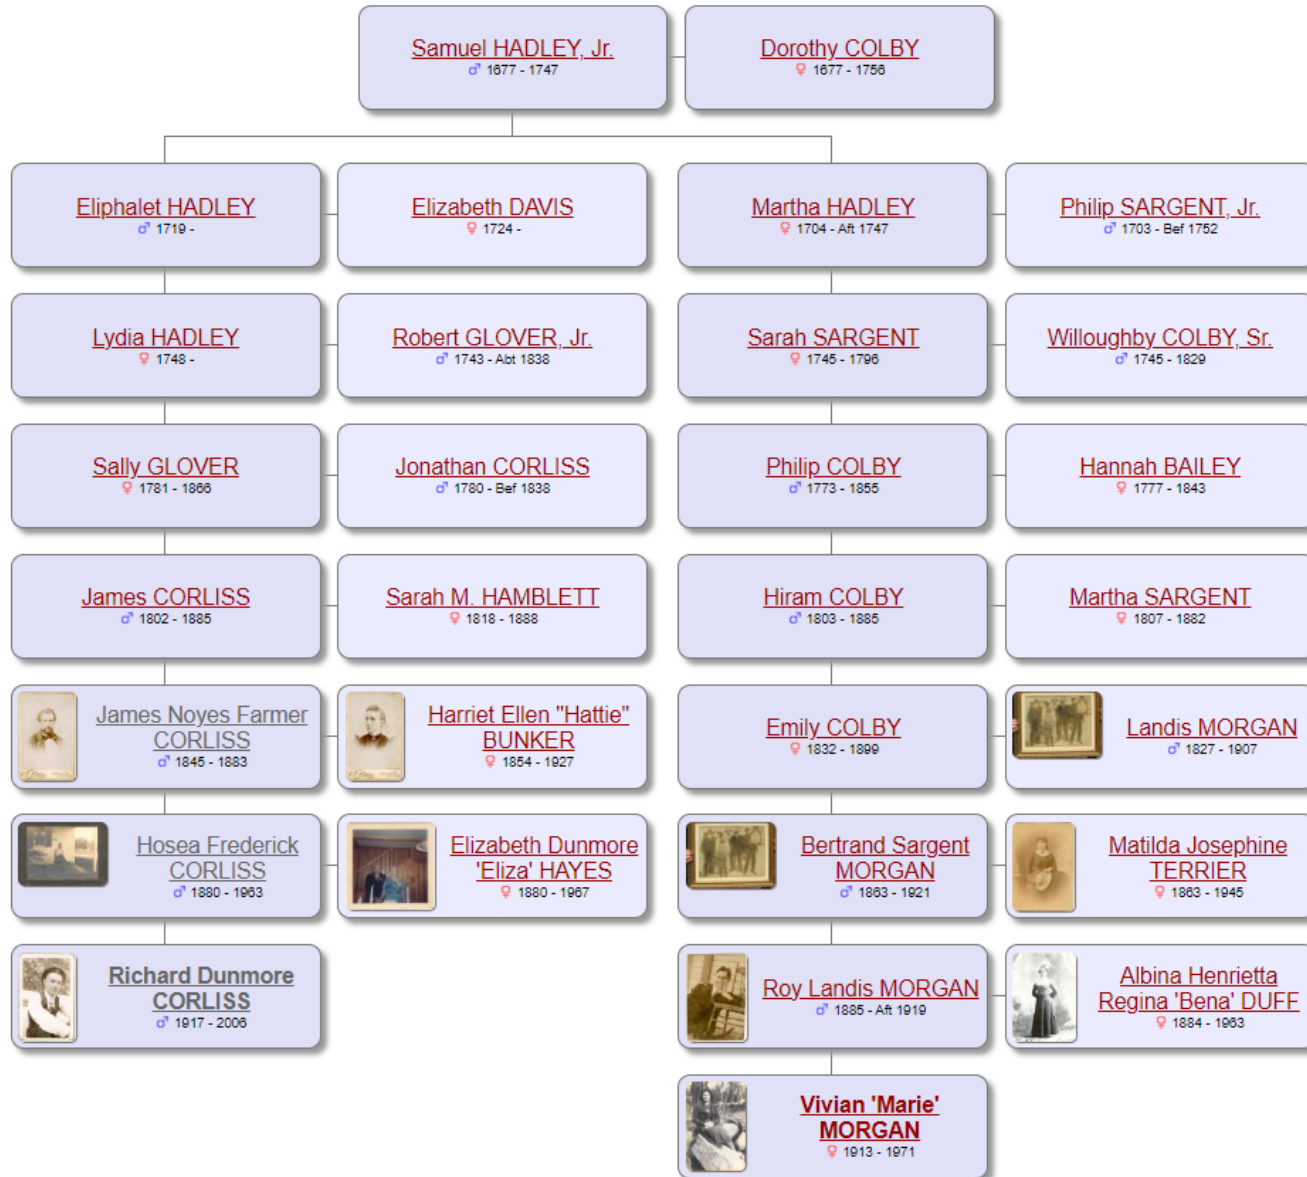 Samuel HADLEY, Jr.
♂ 1677 - 1747
Dorothy COLBY
♀ 1677 - 1756
Eliphalet HADLEY
♂ 1719 -
Elizabeth DAVIS
♀ 1724 -
Martha HADLEY
♀ 1704 - Aft 1747
Philip SARGENT, Jr.
♂ 1703 - Bef 1752
Lydia HADLEY
♀ 1748 -
Robert GLOVER, Jr.
♂ 1743 - Abt 1838
Sarah SARGENT
♀ 1745 - 1796
Willoughby COLBY, Sr.
♂ 1745 - 1829
Sally GLOVER
♀ 1781 - 1866
Jonathan CORLISS
♂ 1780 - Bef 1838
Philip COLBY
♂ 1773 - 1855
Hannah BAILEY
♀ 1777 - 1843
James CORLISS
♂ 1802 - 1885
Sarah M. HAMBLETT
♀ 1818 - 1888
Hiram COLBY
♂ 1803 - 1885
Martha SARGENT
♀ 1807 - 1882
James Noyes Farmer
CORLISS
♂ 1845 - 1883
Harriet Ellen "Hattie"
BUNKER
♀ 1854 - 1927
Emily COLBY
♀ 1832 - 1899
Landis MORGAN
♂ 1827 - 1907
Hosea Frederick
CORLISS
♂ 1880 - 1963
Elizabeth Dunmore
'Eliza' HAYES
♀ 1880 - 1967
Bertrand Sargent
MORGAN
♂ 1863 - 1921
Matilda Josephine
TERRIER
♀ 1863 - 1945
Richard Dunmore
CORLISS
♂ 1917 - 2006
Roy Landis MORGAN
♂ 1885 - Aft 1919
Albina Henrietta
Regina 'Bena' DUFF
♀ 1884 - 1963
Vivian 'Marie'
MORGAN
♀ 1913 - 1971